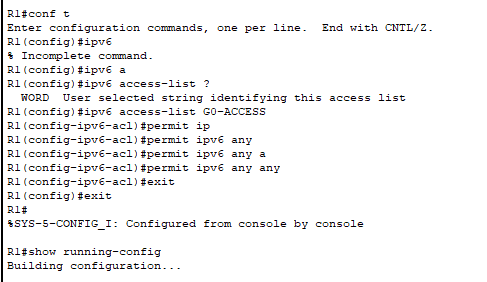 R1#conf t
Enter configuration commands, one per line.  End with CNTL/Z.
R1(config)#ipv6
% Incomplete command.
R1(config)#ipv6 a
R1(config)#ipv6 access-list ?
  WORD  User selected string identifying this access list
R1(config)#ipv6 access-list G0-ACCESS
R1(config-ipv6-acl)#permit ip
R1(config-ipv6-acl)#permit ipv6 any
R1(config-ipv6-acl)#permit ipv6 any a
R1(config-ipv6-acl)#permit ipv6 any any
R1(config-ipv6-acl)#exit
R1(config)#exit
R1#
%SYS-5-CONFIG_I: Configured from console by console

R1#show running-config
Building configuration...